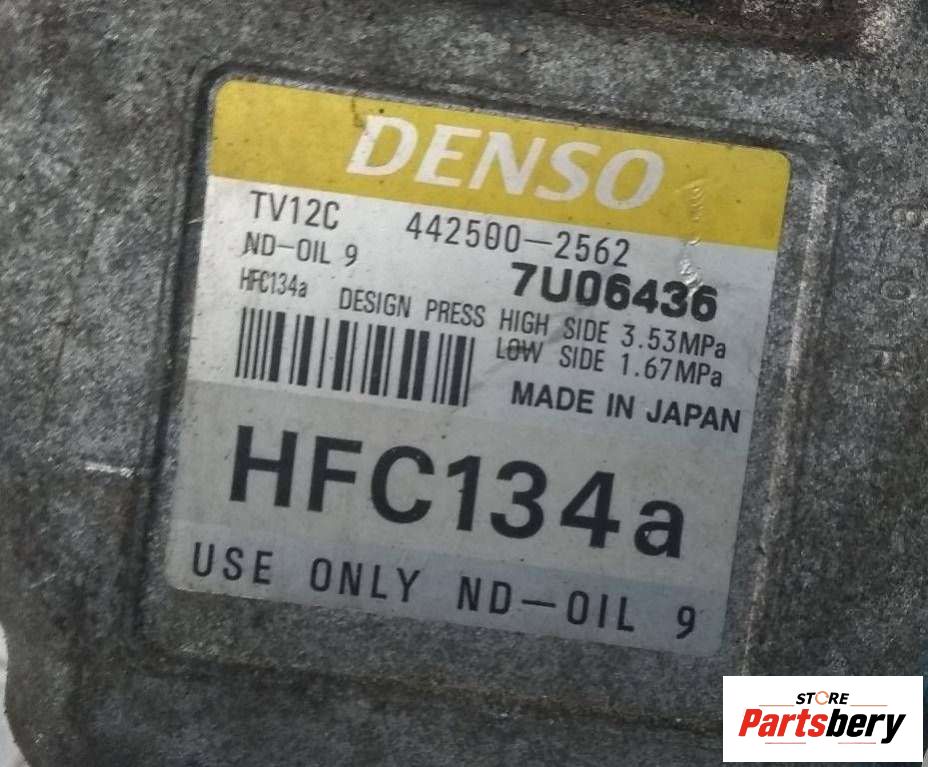 DENSO
TV12C 442500-2562
ND-OIL 9 7U06436
HFC134a DESIGN PRESS HIGH SIDE 3.53MPa
LOW SIDE 1.67MPa
MADE IN JAPAN
HFC134a
USE ONLY ND-OIL 9
STORE
Partsbery